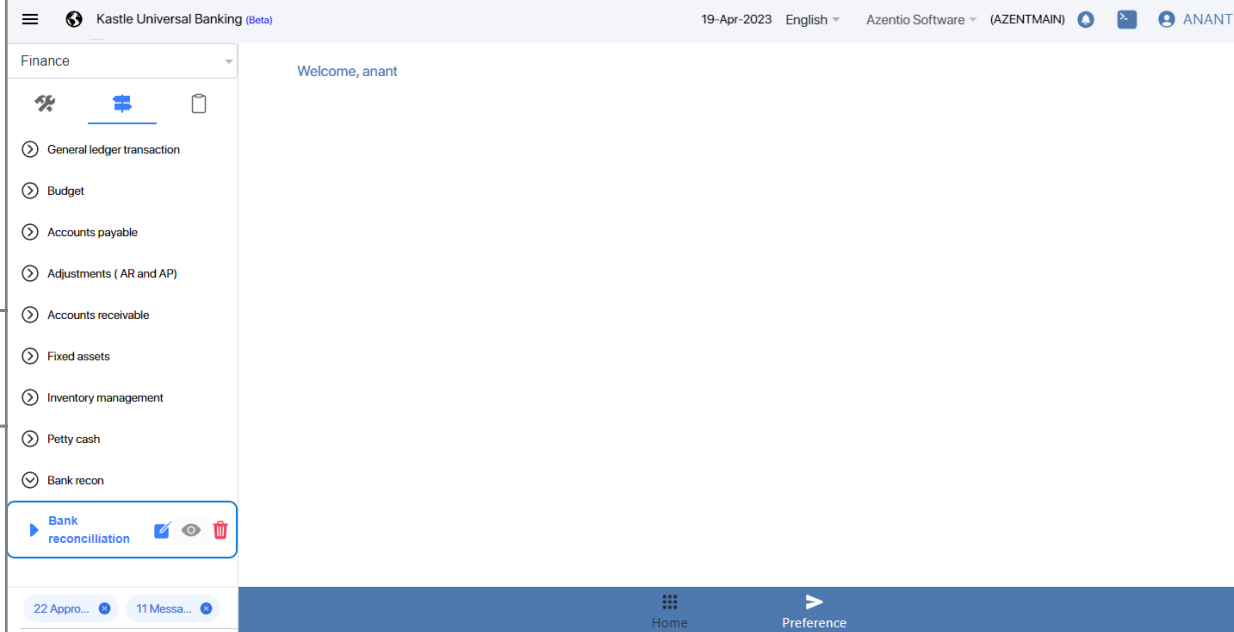 Kastle Universal Banking (Beta)
19-Apr-2023 English Azentio Software (AZENTMAIN) ANANT
Finance
Welcome, anant
General ledger transaction
Budget
Accounts payable
Adjustments ( AR and AP)
Accounts receivable
Fixed assets
Inventory management
Petty cash
Bank recon
Bank
reconcilliation
22 Appro... 11 Messa...
Home Preference